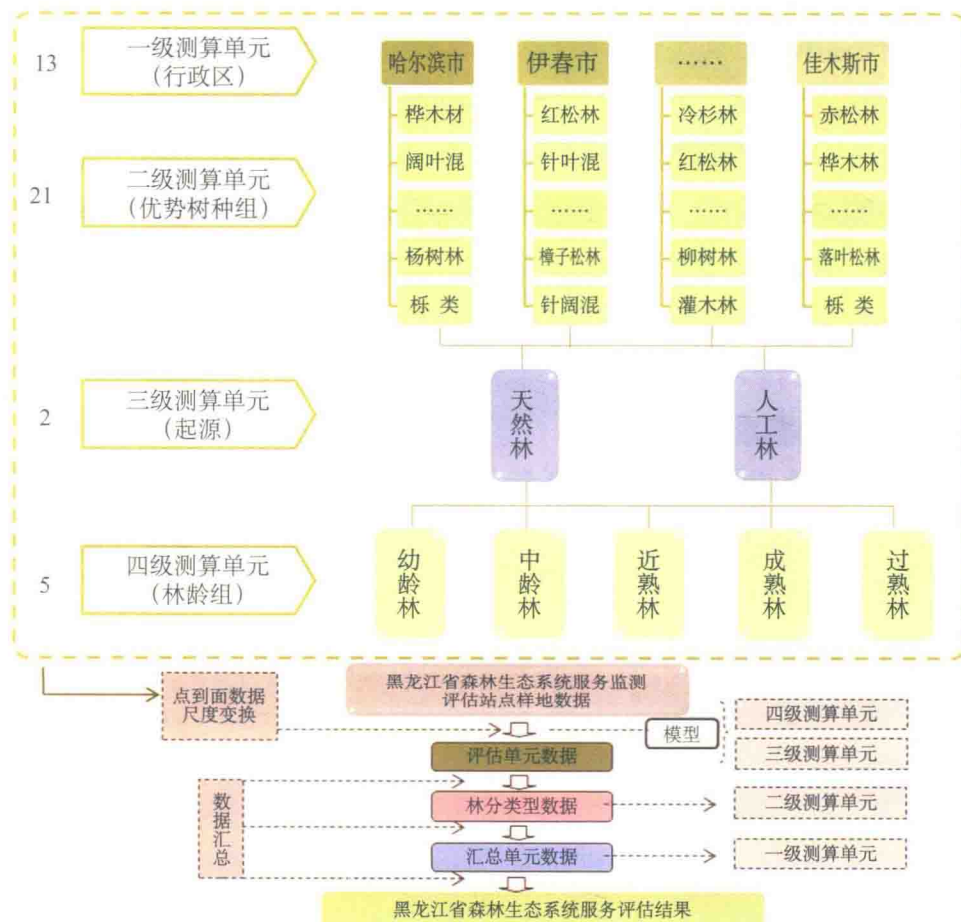 13
一级测算单元
(行政区)
哈尔滨市
伊春市
……
佳木斯市
桦木材
红松林
冷杉林
赤松林
阔叶混
针叶混
红松林
桦木林
21
二级测算单元
(优势树种组)
……
……
……
……
杨树林
樟子松林
柳树林
落叶松林
栎 类
针阔混
灌木林
栎 类
2
三级测算单元
(起源)
天然林
人工林
5
四级测算单元
(林龄组)
幼龄林
中龄林
近熟林
成熟林
过熟林
点到面数据
尺度变换
黑龙江省森林生态系统服务监测
评估站点样地数据
模型
四级测算单元
三级测算单元
评估单元数据
数据汇总
林分类型数据
二级测算单元
汇总单元数据
一级测算单元
黑龙江省森林生态系统服务评估结果